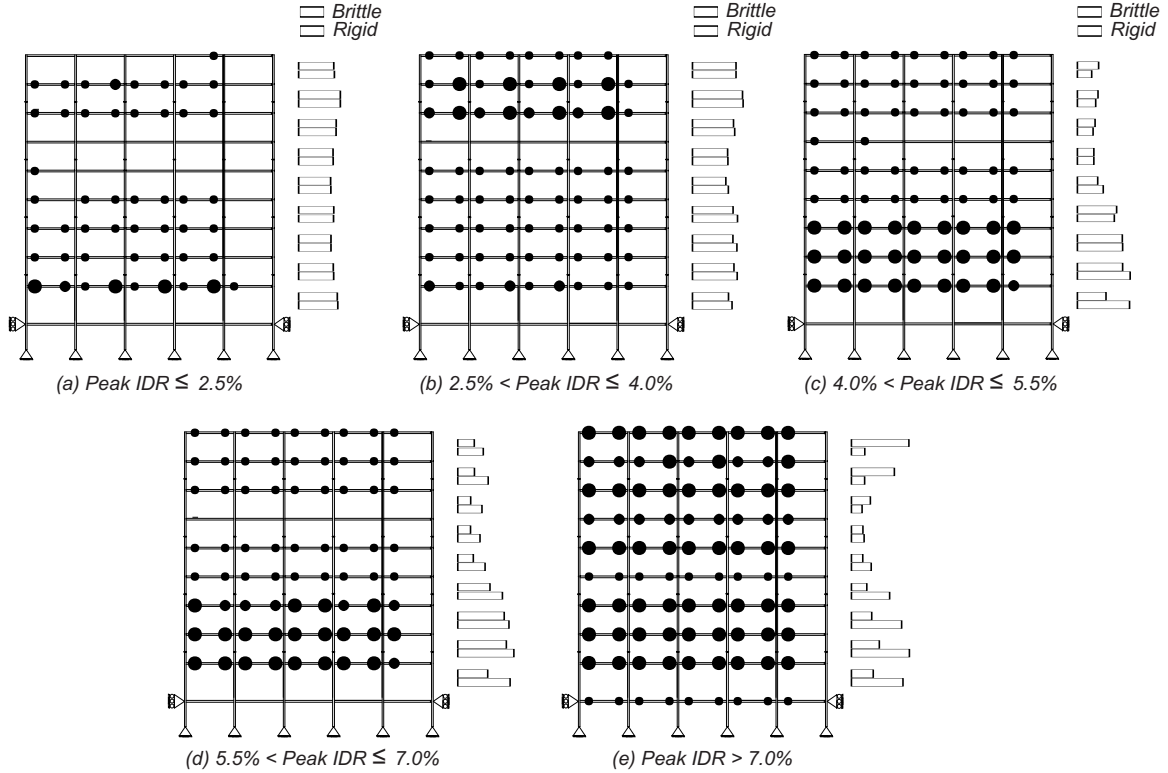 Brittle
Rigid
Brittle
Rigid
Brittle
Rigid
(a) Peak IDR ≤ 2.5%
(b) 2.5% < Peak IDR ≤ 4.0%
(c) 4.0% < Peak IDR ≤ 5.5%
(d) 5.5% < Peak IDR ≤ 7.0%
(e) Peak IDR > 7.0%